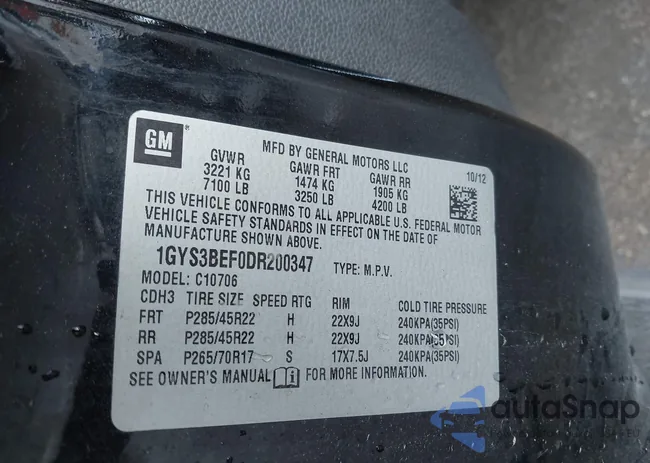 GM ®
MFD BY GENERAL MOTORS LLC
GVWR GAWR FRT GAWR RR 10/12
3221 KG 1474 KG 1905 KG
7100 LB 3250 LB 4200 LB
THIS VEHICLE CONFORMS TO ALL APPLICABLE U.S. FEDERAL MOTOR
VEHICLE SAFETY STANDARDS IN EFFECT ON THE DATE OF
MANUFACTURE SHOWN ABOVE.
1GYS3BEF0DR200347 TYPE: M.P.V.
MODEL: C10706
CDH3 TIRE SIZE SPEED RTG RIM COLD TIRE PRESSURE
FRT P285/45R22 H 22X9J 240KPA(35PSI)
RR P285/45R22 H 22X9J 240KPA(35PSI)
SPA P265/70R17 S 17X7.5J 240KPA(35PSI)
SEE OWNER'S MANUAL FOR MORE INFORMATION.
autoSnap